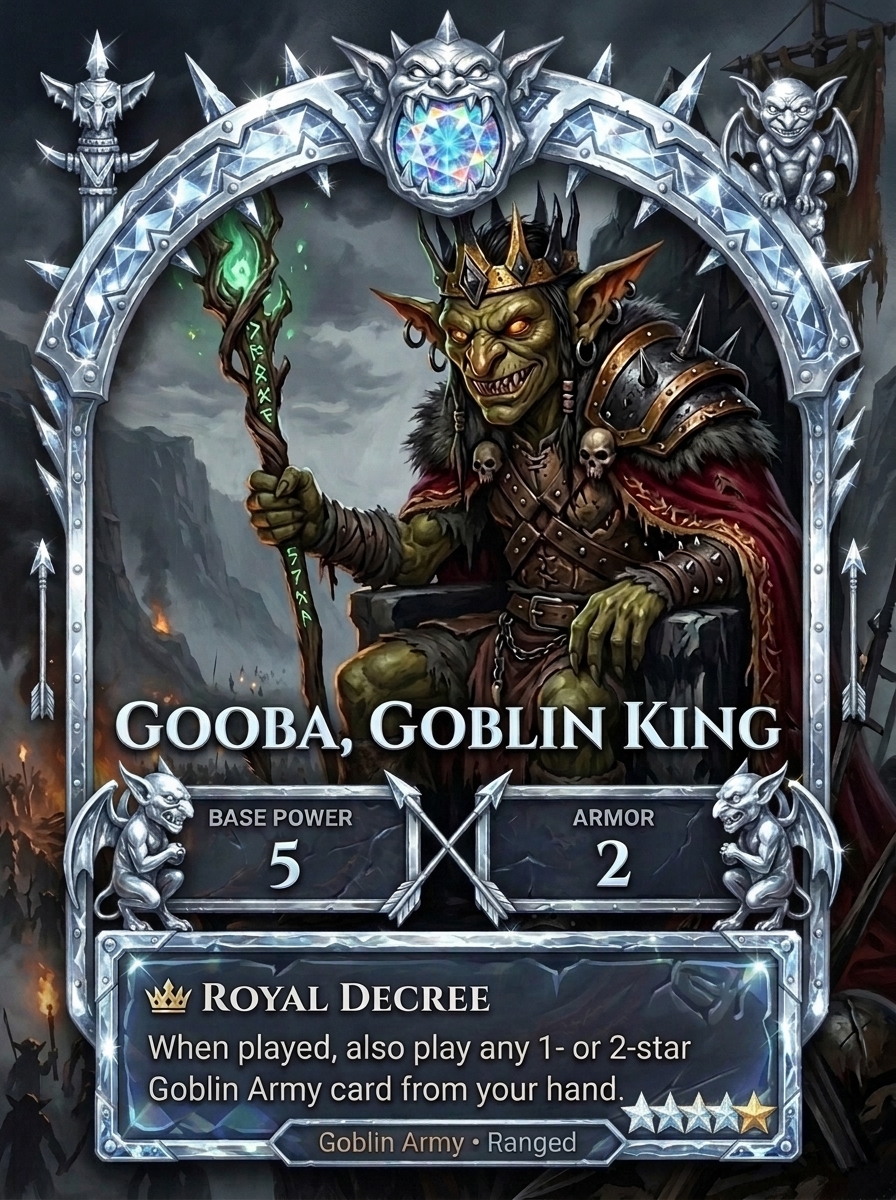 Gooba, Goblin King
BASE POWER
5
ARMOR
2
Royal Decree
When played, also play any 1- or 2-star
Goblin Army card from your hand.
Goblin Army • Ranged